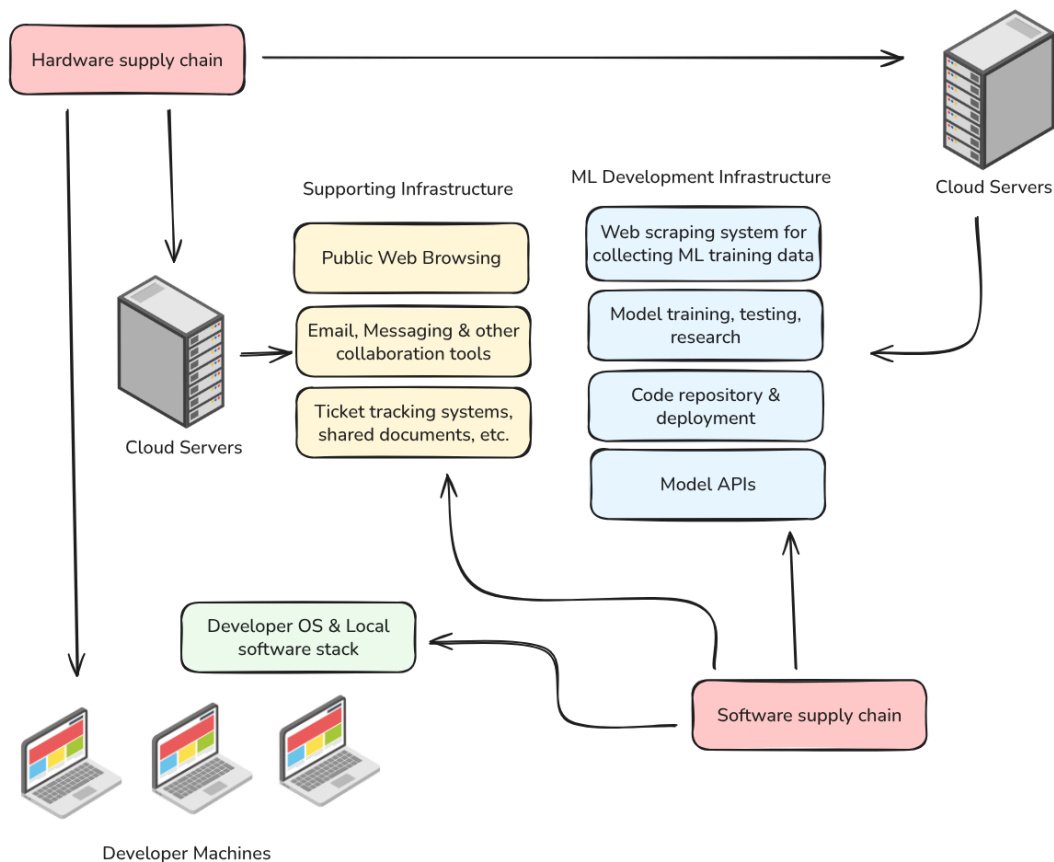 Hardware supply chain
Cloud Servers
Supporting Infrastructure
ML Development Infrastructure
Public Web Browsing
Email, Messaging & other
collaboration tools
Ticket tracking systems,
shared documents, etc.
Web scraping system for
collecting ML training data
Model training, testing,
research
Code repository &
deployment
Model APIs
Cloud Servers
Developer OS & Local
software stack
Software supply chain
Developer Machines